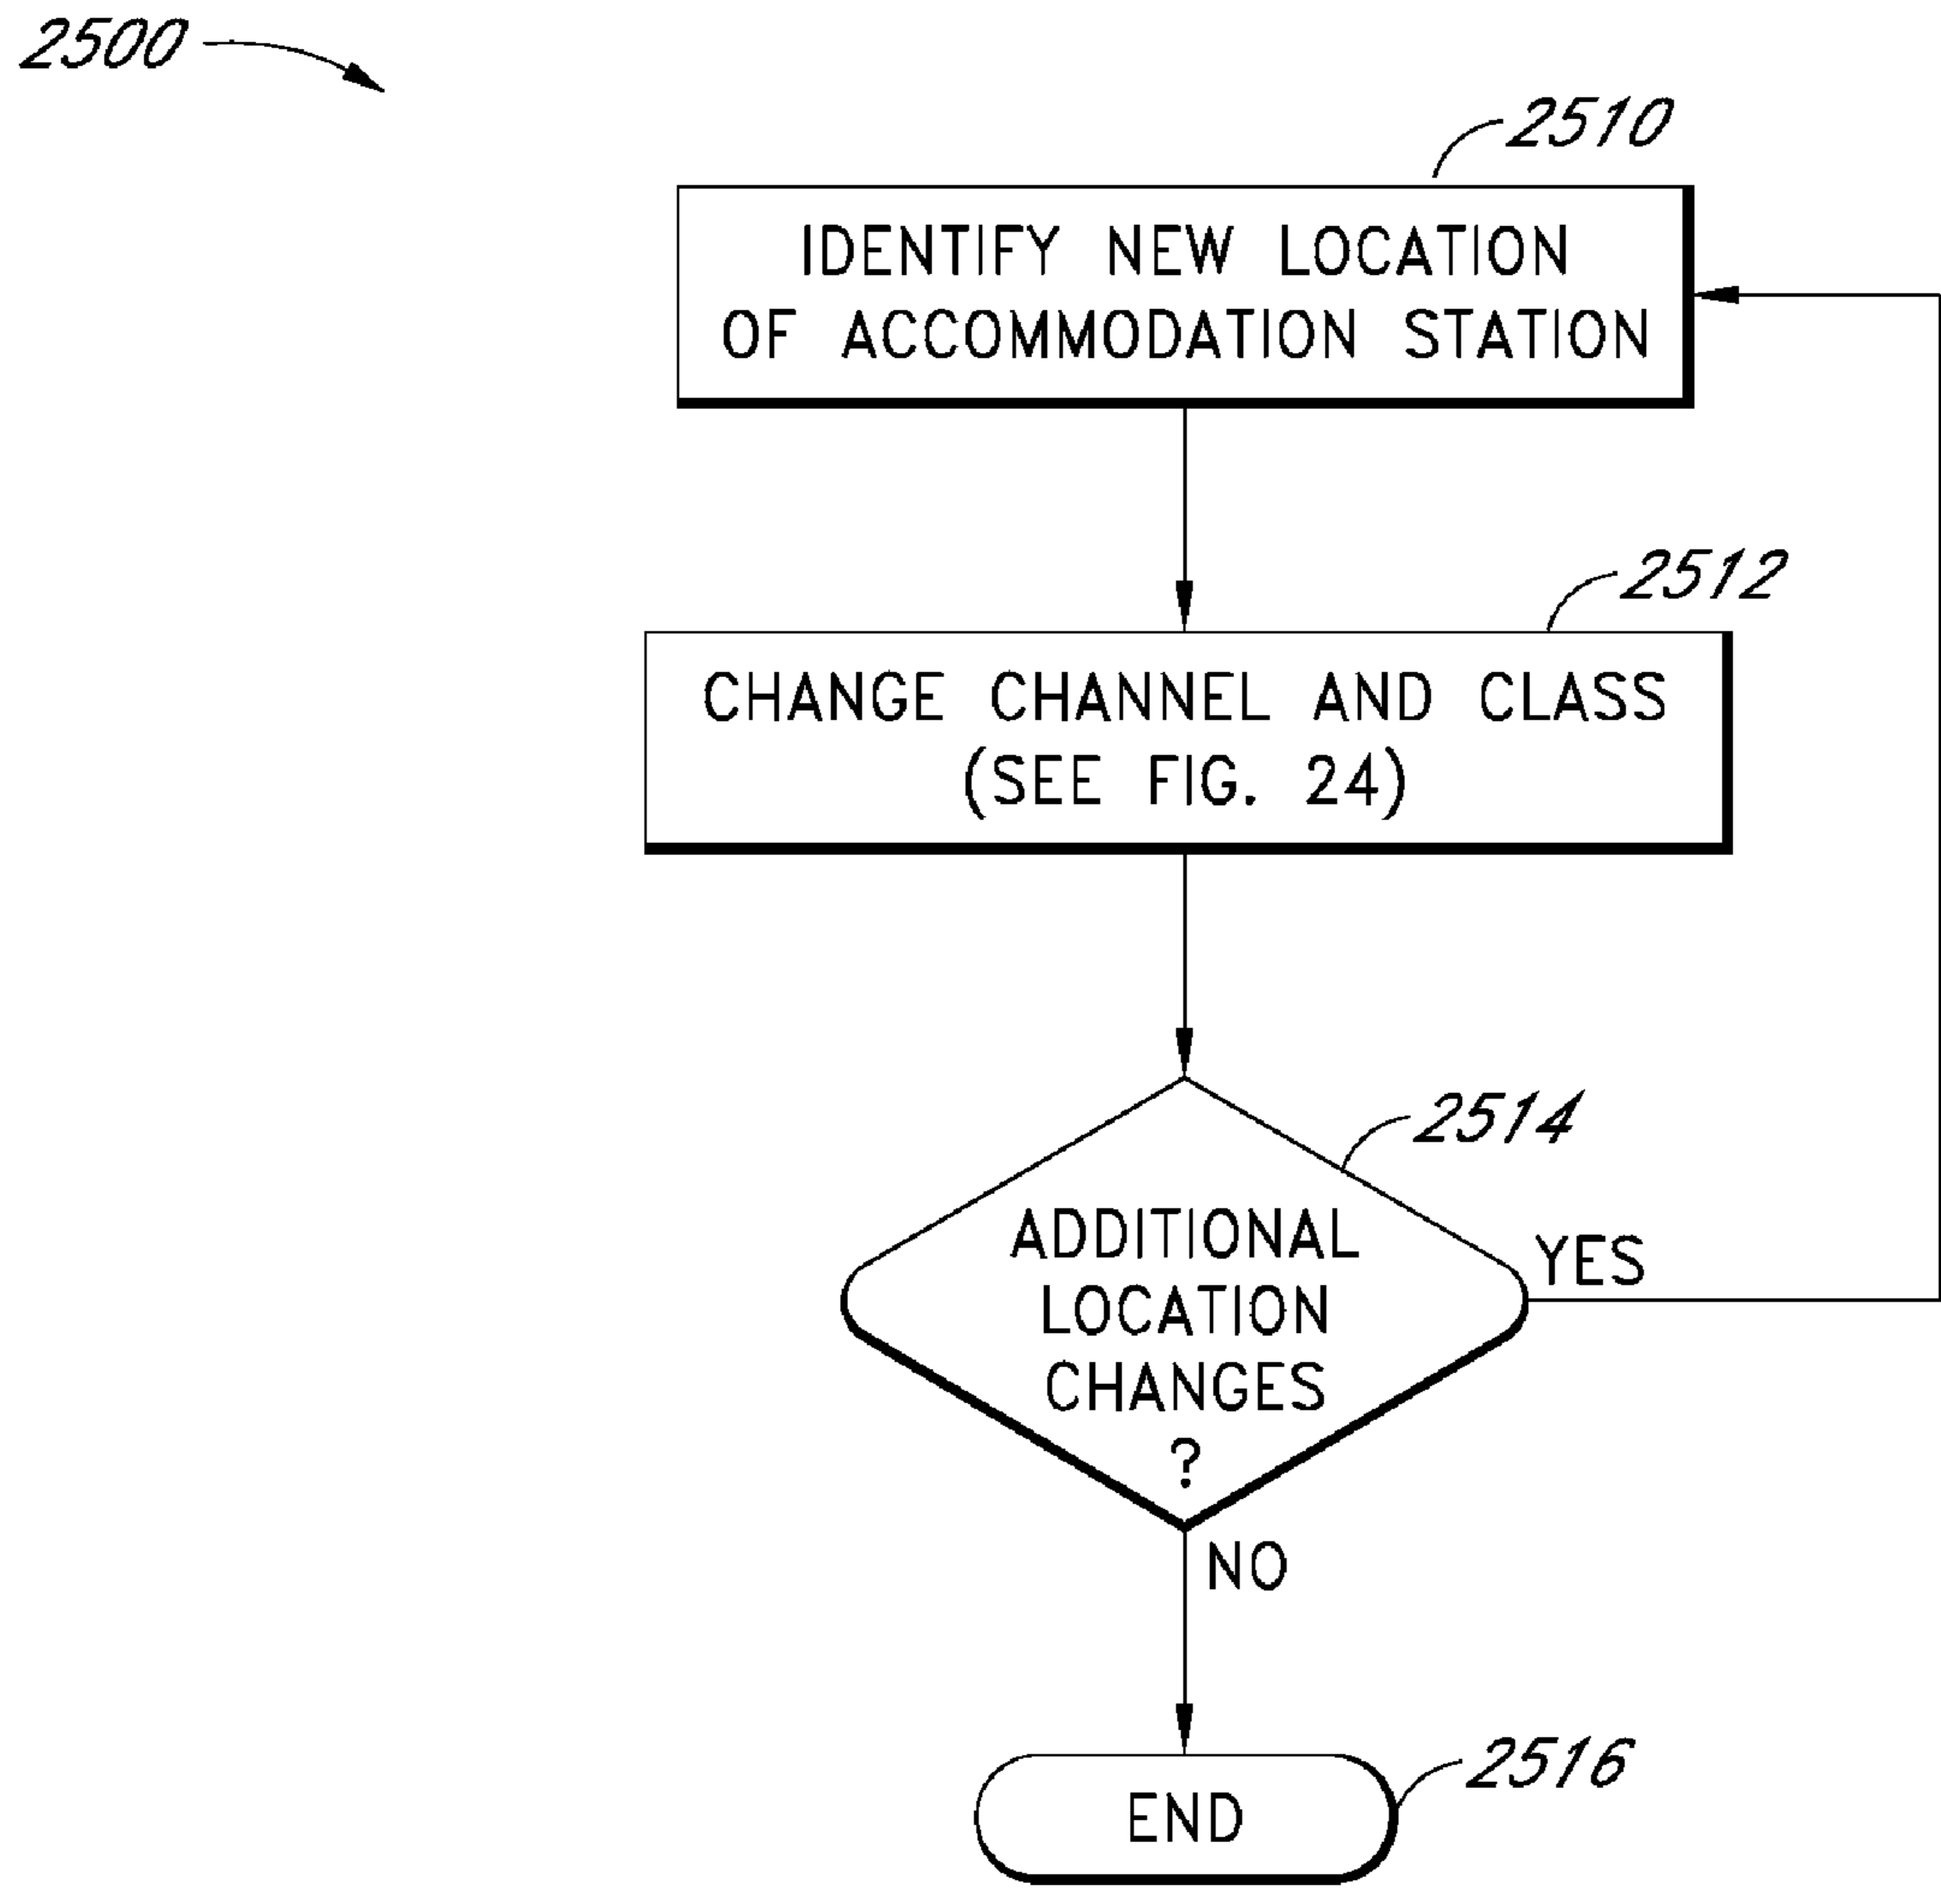 2500
2510
IDENTIFY NEW LOCATION
OF ACCOMMODATION STATION
2512
CHANGE CHANNEL AND CLASS
(SEE FIG. 24)
2514
ADDITIONAL
LOCATION
CHANGES
?
YES
NO
2516
END